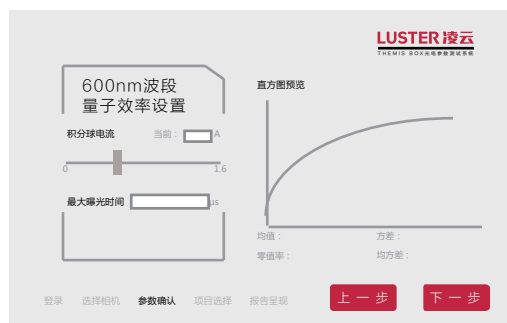 LUSTER 凌云
THEMIS BOX光电参数测试系统
600nm波段
量子效率设置
积分球电流 当前： A
0 1.6
最大曝光时间 μs
直方图预览
均值： 方差：
零值率： 均方差：
登录 选择相机 参数确认 项目选择 报告呈现
上一步 下一步